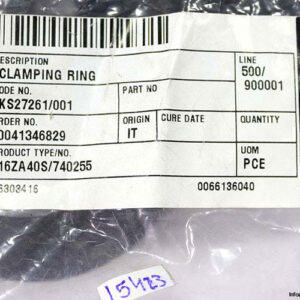 DESCRIPTION
CLAMPING RING
LINE
500/
900001
CODE NO.
KS27261/001
PART NO
ORDER NO.
0041346829
ORIGIN
IT
CURE DATE
QUANTITY
PRODUCT TYPE/NO.
16ZA40S/740255
UOM
PCE
6303416
0066136040
15423